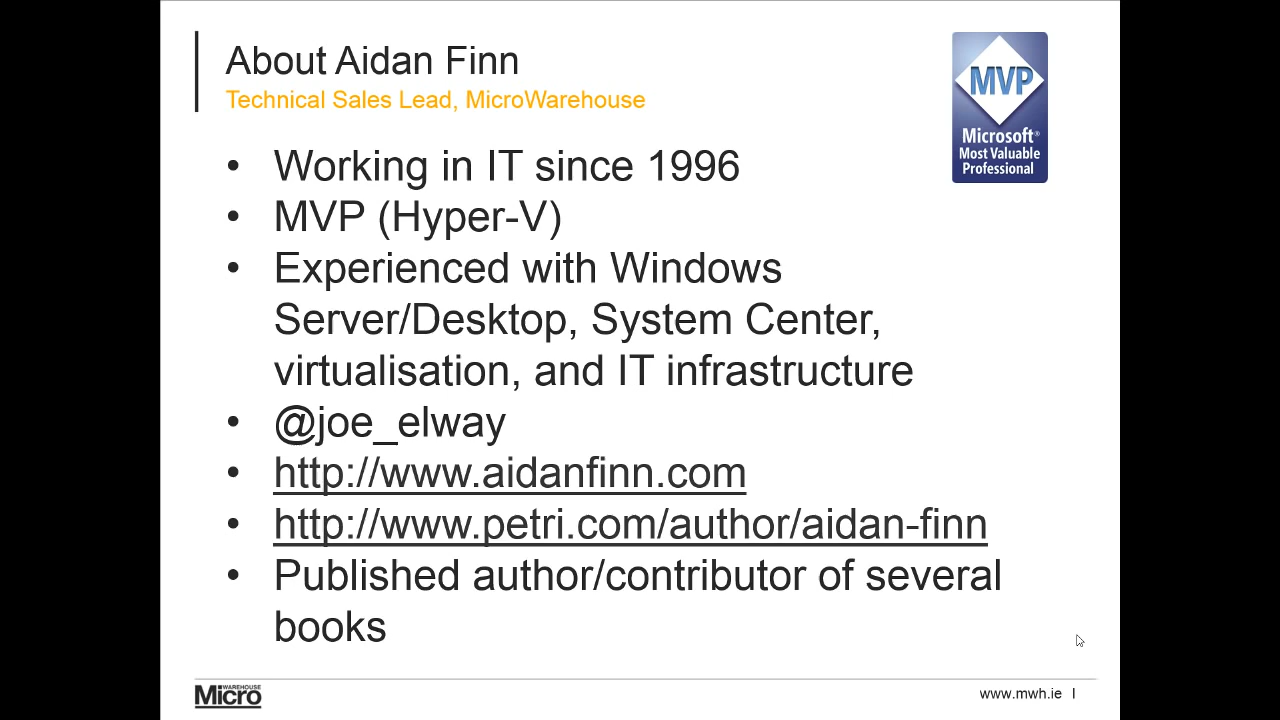 About Aidan Finn
Technical Sales Lead, MicroWarehouse
MVP
Microsoft®
Most Valuable
Professional
• Working in IT since 1996
• MVP (Hyper-V)
• Experienced with Windows
Server/Desktop, System Center,
virtualisation, and IT infrastructure
• @joe_elway
• http://www.aidanfinn.com
• http://www.petri.com/author/aidan-finn
• Published author/contributor of several
books
WAREHOUSE
Micro
www.mwh.ie I